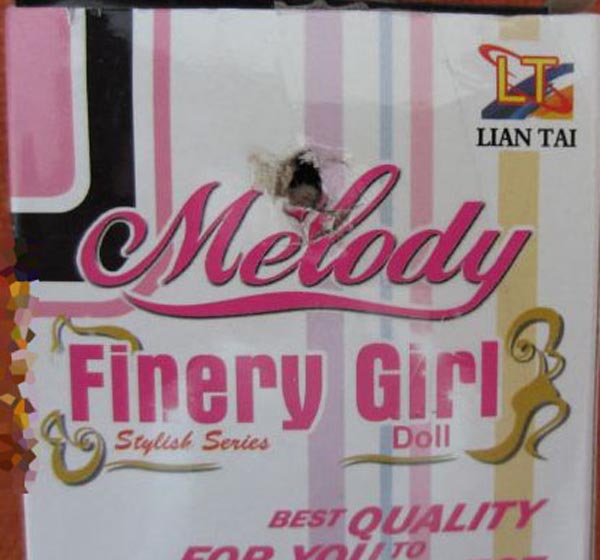 LT
LIAN TAI
Melody
Finery Girl
Doll
Stylish Series
BEST QUALITY
FOR YOU TO